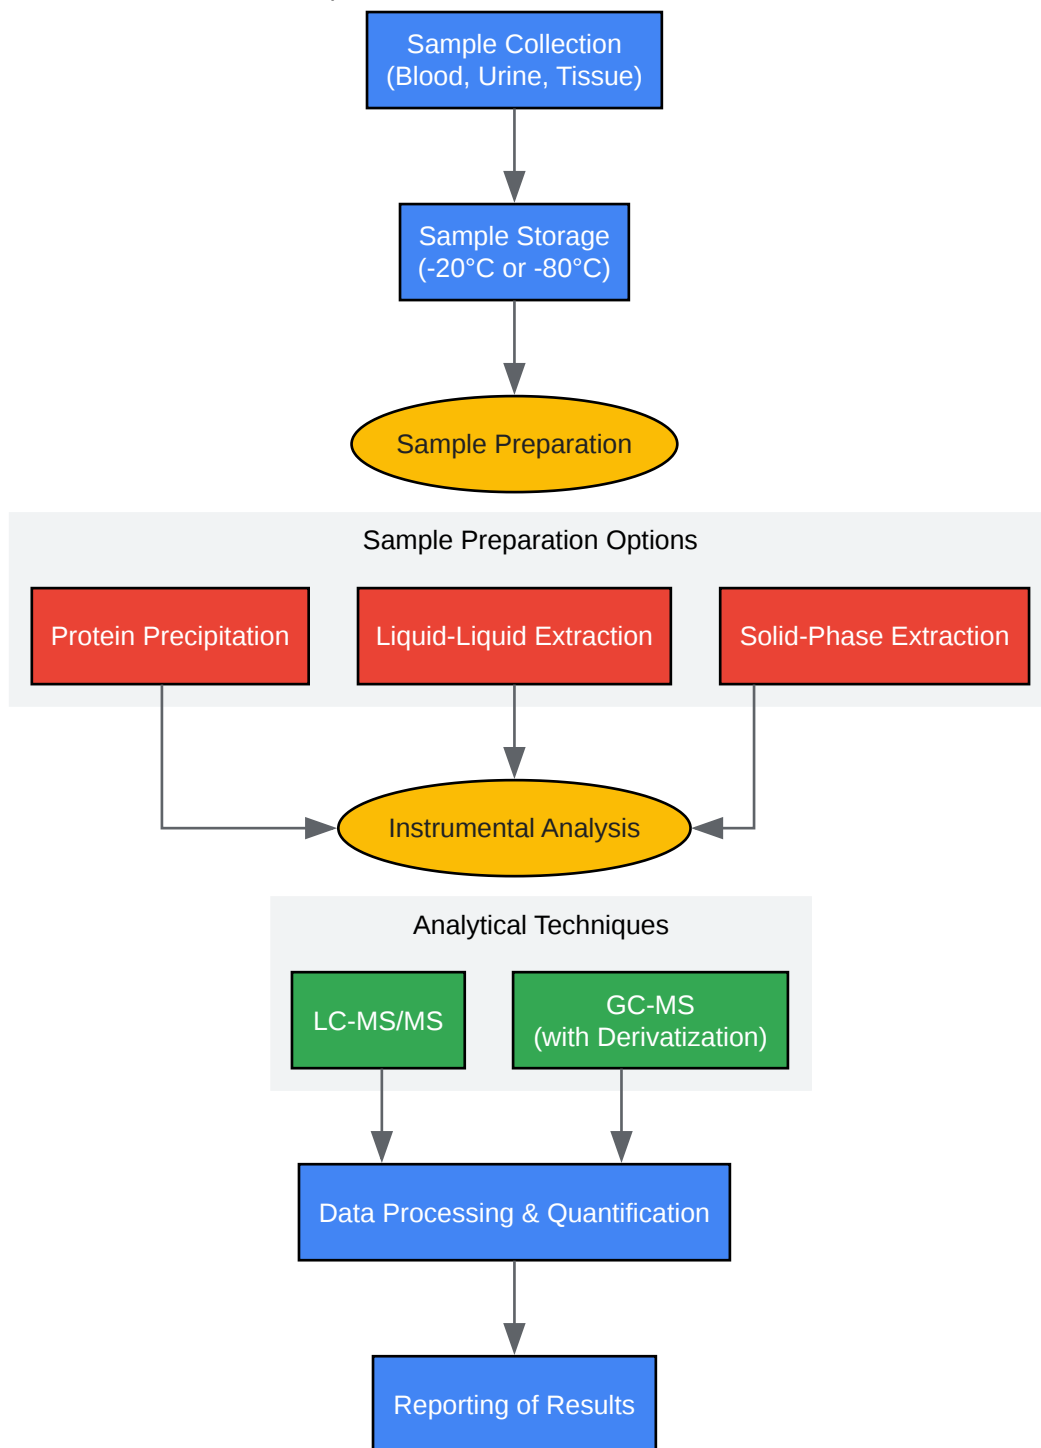 Sample Collection
(Blood, Urine, Tissue)
Sample Storage
(-20°C or -80°C)
Sample Preparation
Sample Preparation Options
Protein Precipitation
Liquid-Liquid Extraction
Solid-Phase Extraction
Instrumental Analysis
Analytical Techniques
LC-MS/MS
GC-MS
(with Derivatization)
Data Processing & Quantification
Reporting of Results